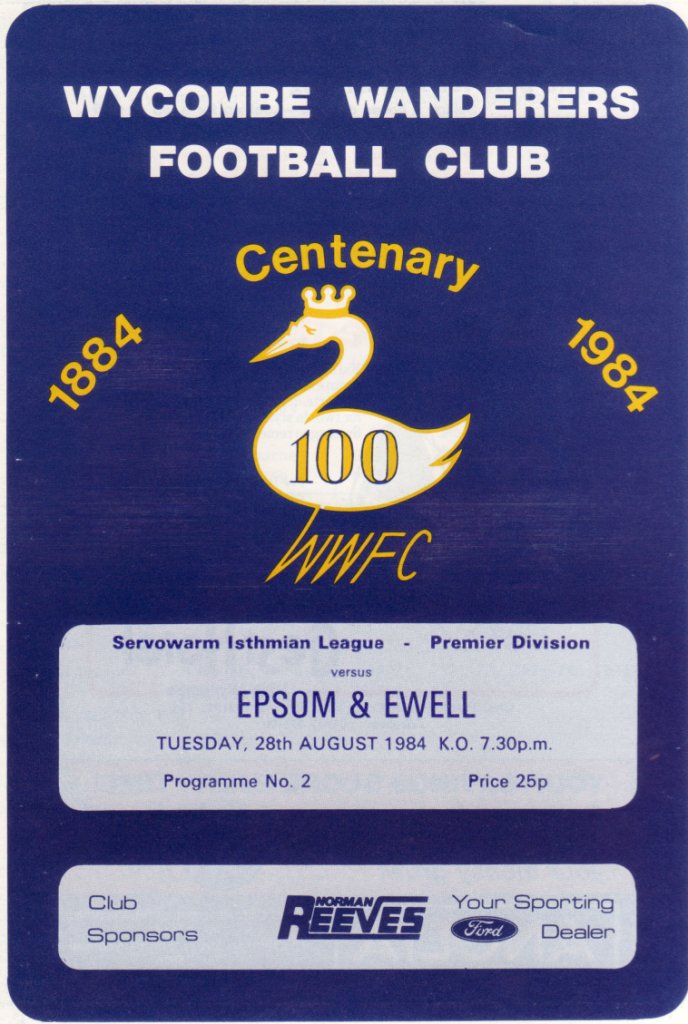 WYCOMBE WANDERERS
FOOTBALL CLUB
Centenary
1884
1984
100
WWFC
Servowarm Isthmian League - Premier Division
versus
EPSOM & EWELL
TUESDAY, 28th AUGUST 1984 K.O. 7.30p.m.
Programme No. 2 Price 25p
Club
Sponsors
NORMAN
REEVES
Your Sporting
Ford Dealer